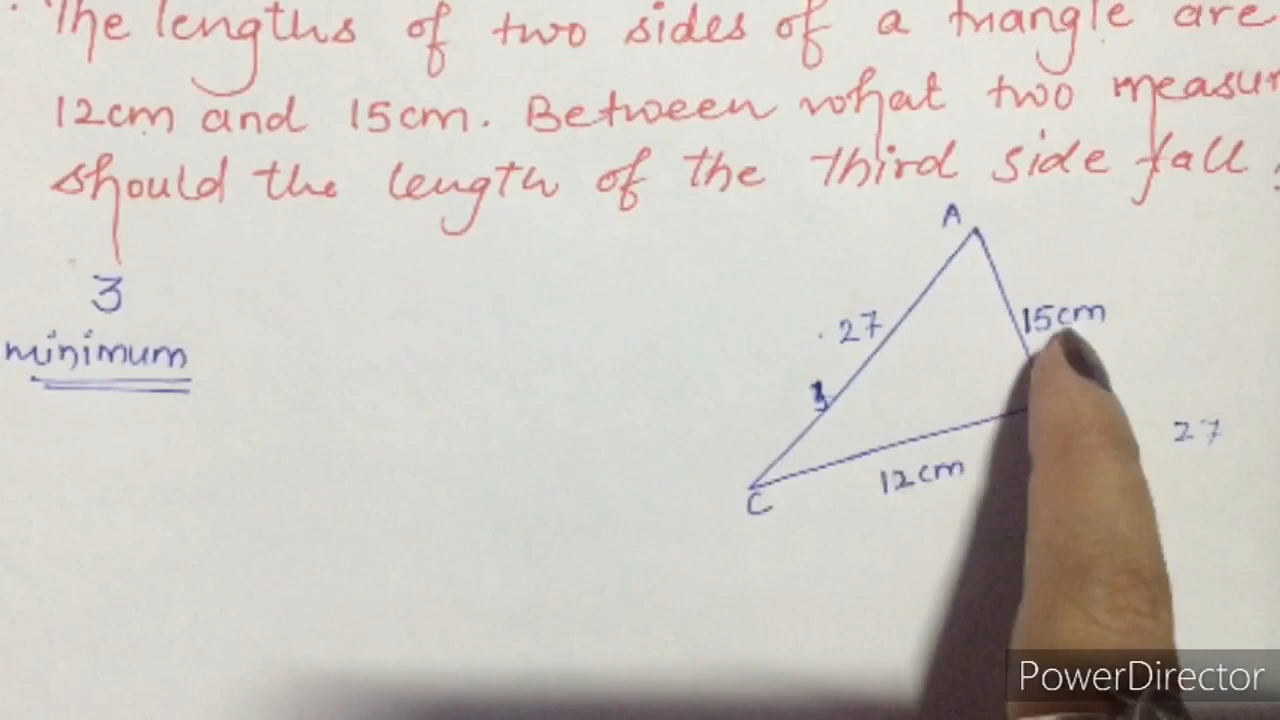 The lengths of two sides of a triangle are
12cm and 15cm. Between what two measur
should the length of the third side fall
3
minimum
A
27
15cm
27
12cm
C
PowerDirector